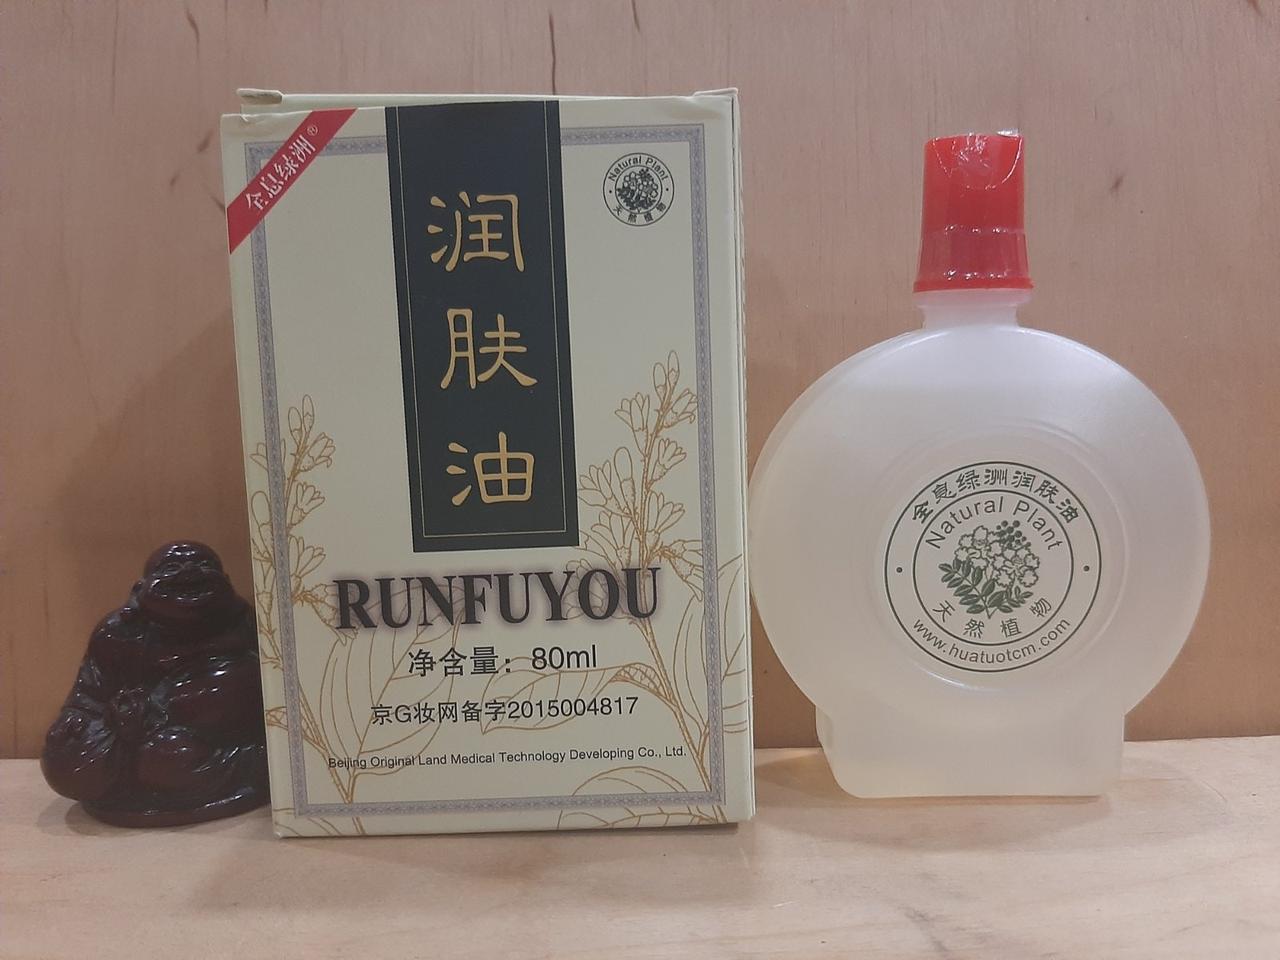 全息绿洲®
Natural Plant
天然植物
润肤油
RUNFUYOU
净含量：80ml
京G妆网备字2015004817
Beijing Original Land Medical Technology Developing Co., Ltd.
全息绿洲润肤油
Natural Plant
天然植物
www.huatuotcm.com